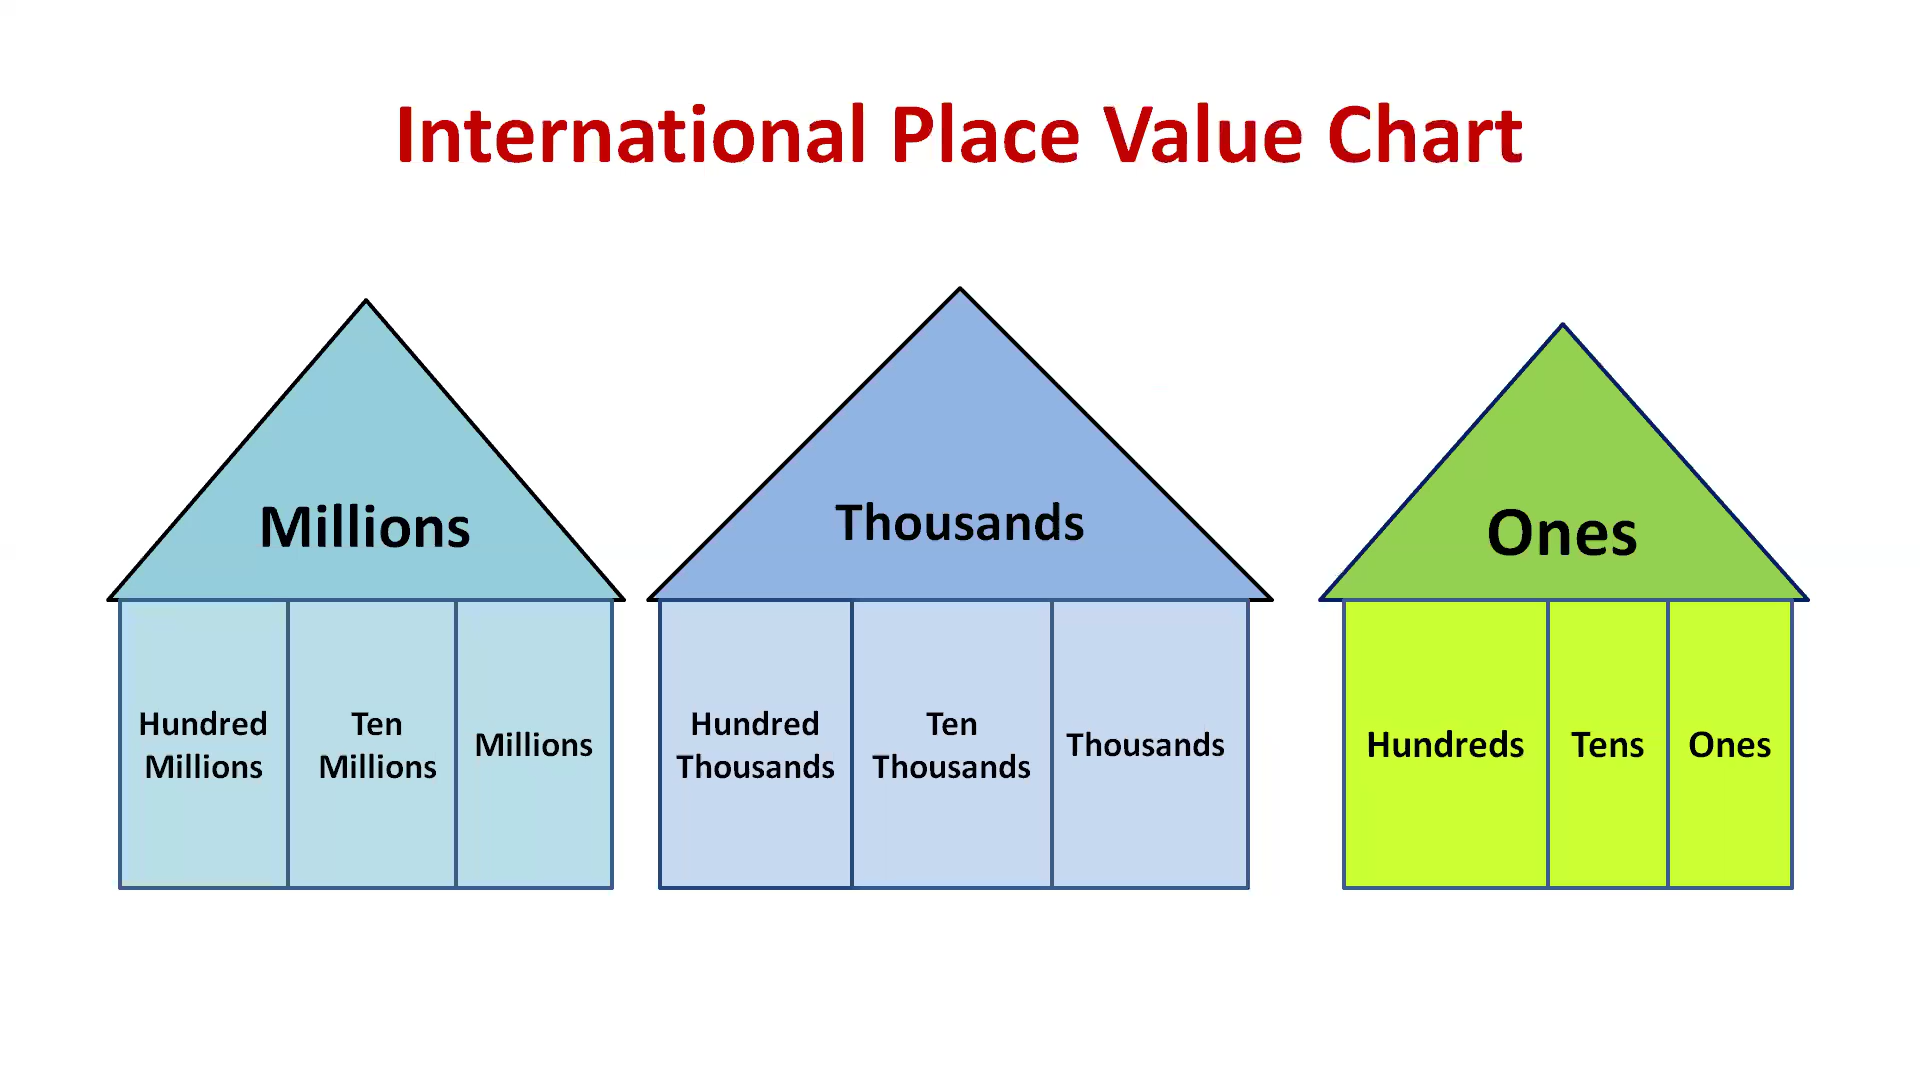 International Place Value Chart
Millions
Thousands
Ones
Hundred
Millions
Ten
Millions
Millions
Hundred
Thousands
Ten
Thousands
Thousands
Hundreds
Tens
Ones